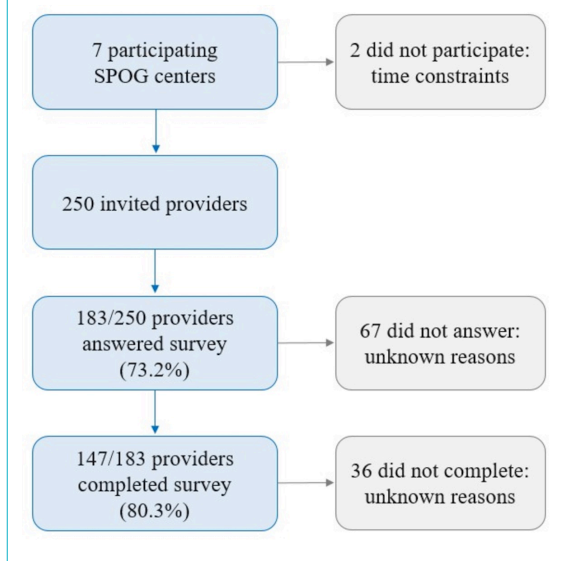 7 participating
SPOG centers
2 did not participate:
time constraints
250 invited providers
183/250 providers
answered survey
(73.2%)
67 did not answer:
unknown reasons
147/183 providers
completed survey
(80.3%)
36 did not complete:
unknown reasons